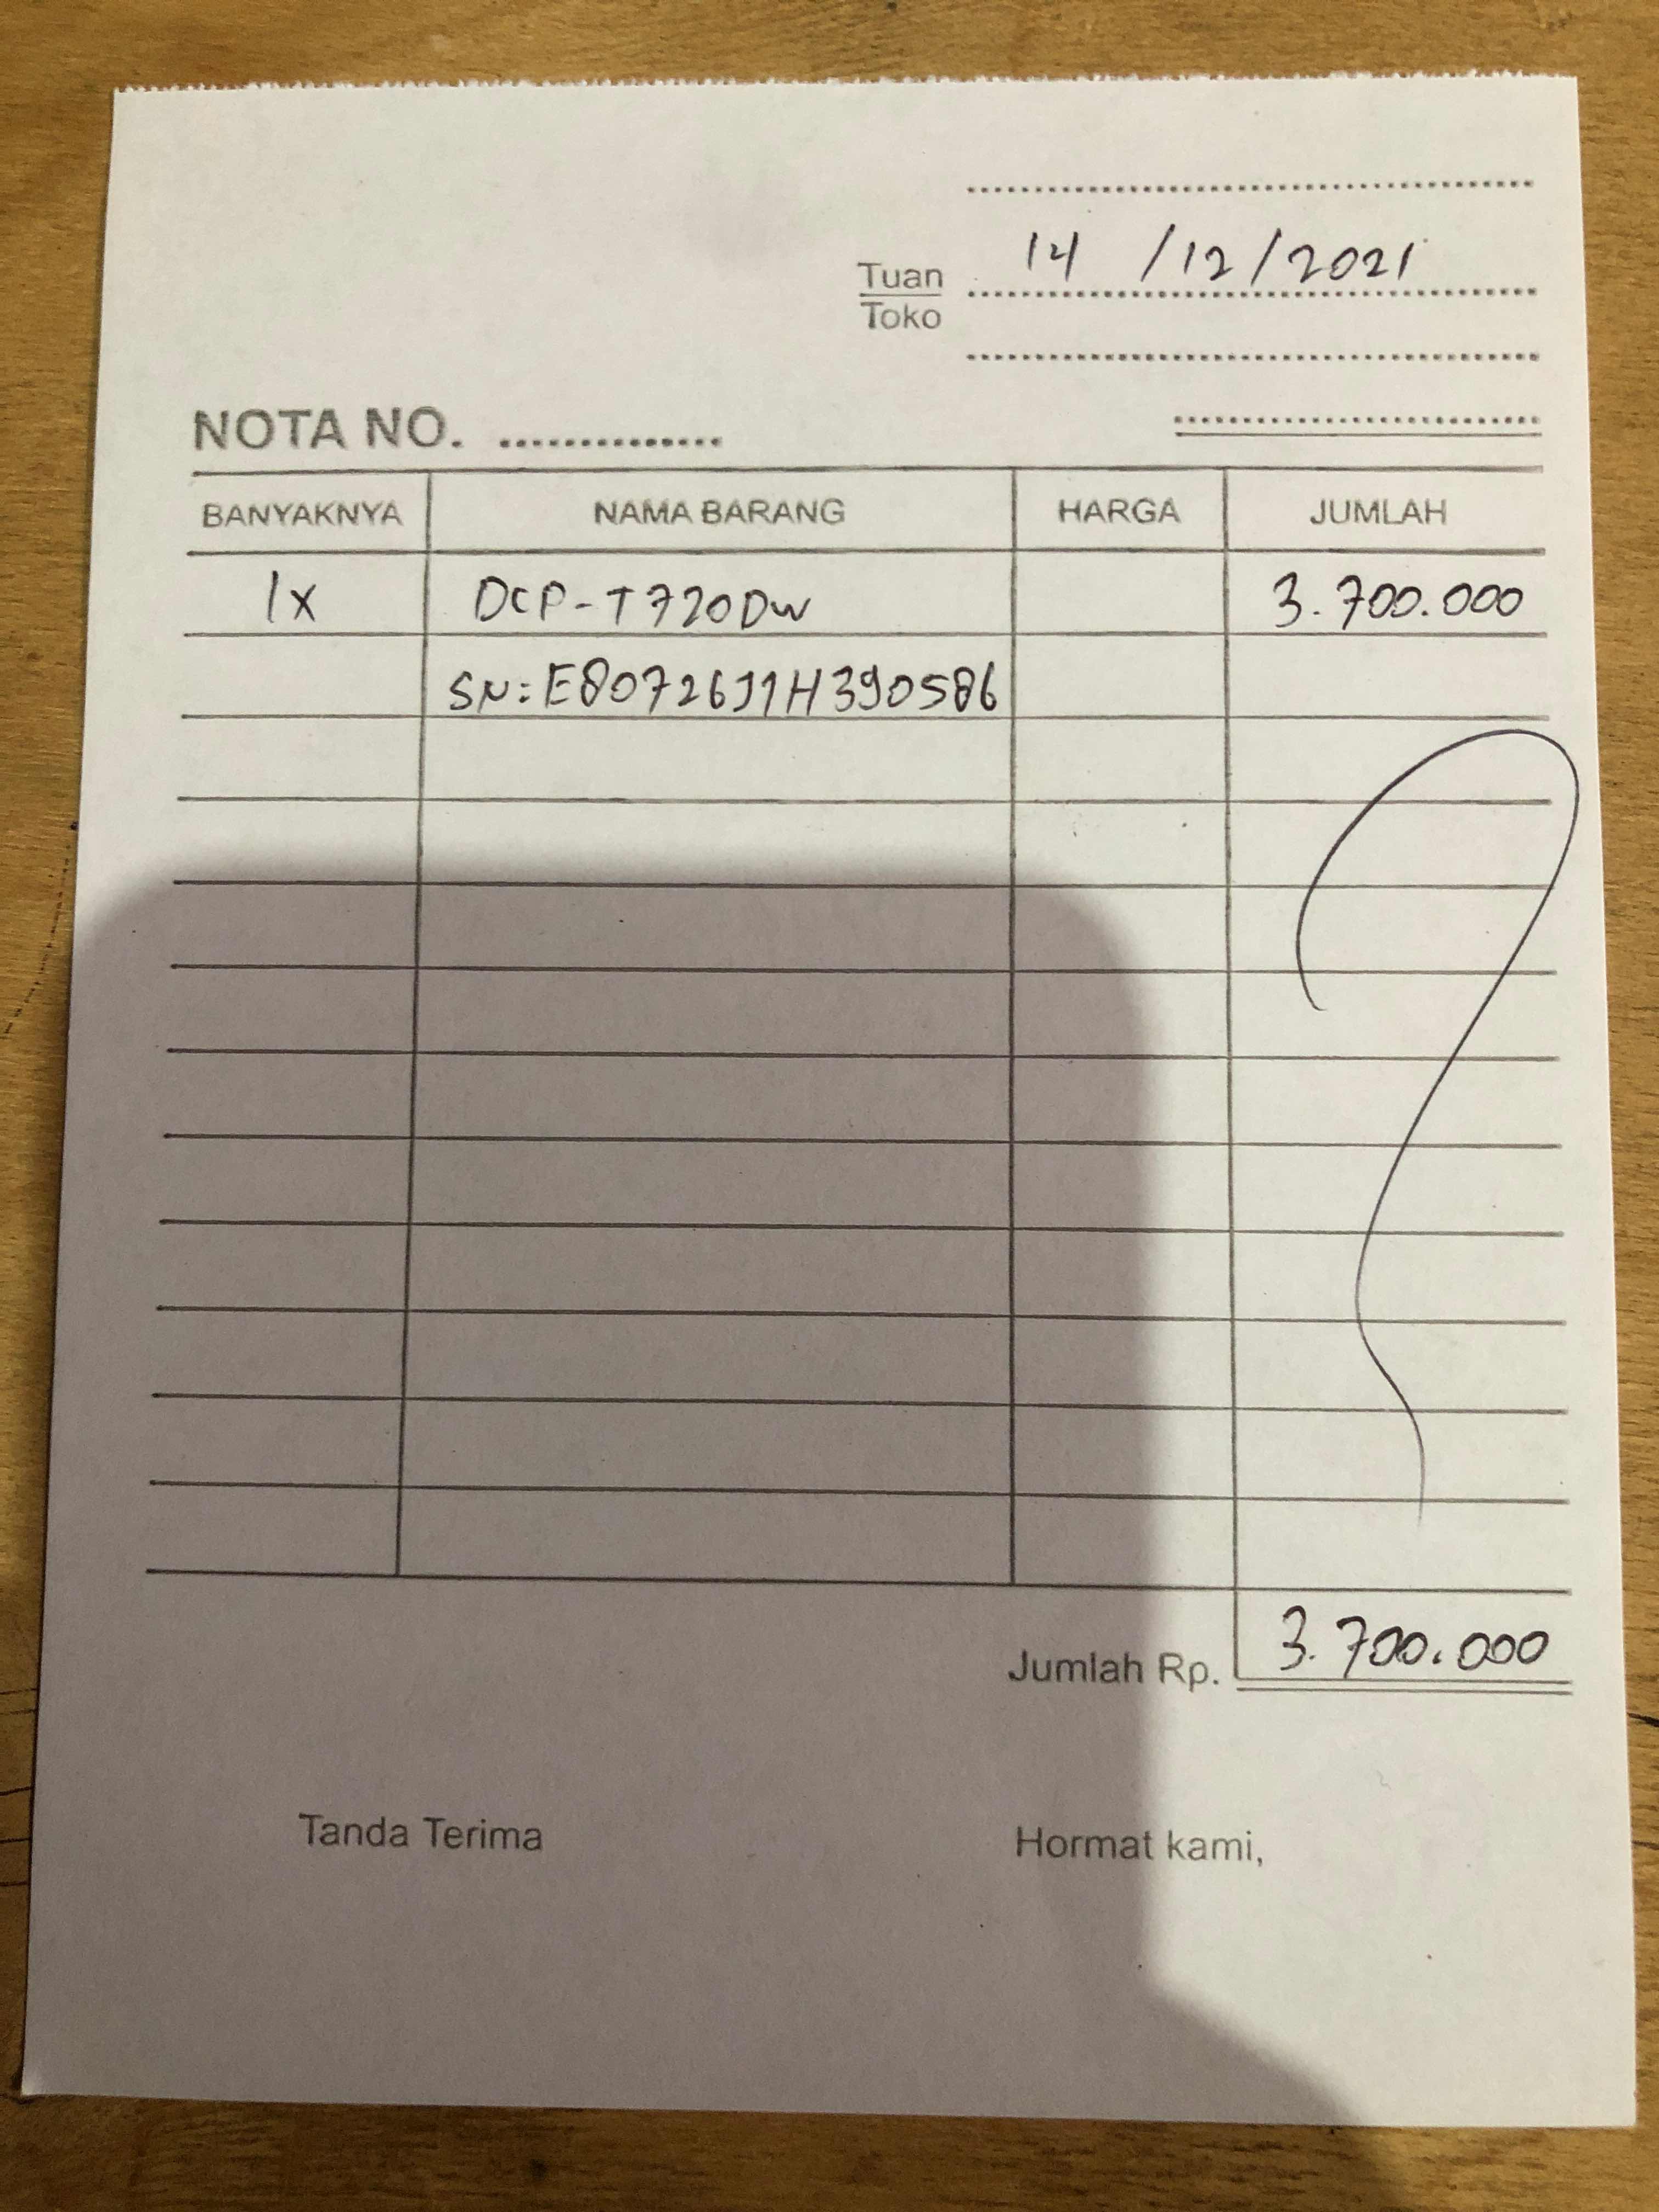 14 /12/2021
Tuan
Toko
NOTA NO. ..............
BANYAKNYA NAMA BARANG HARGA JUMLAH
1x DCP-T720DW 3.700.000
SN: E80726J1H390586
Jumlah Rp. 3.700.000
Tanda Terima Hormat kami,